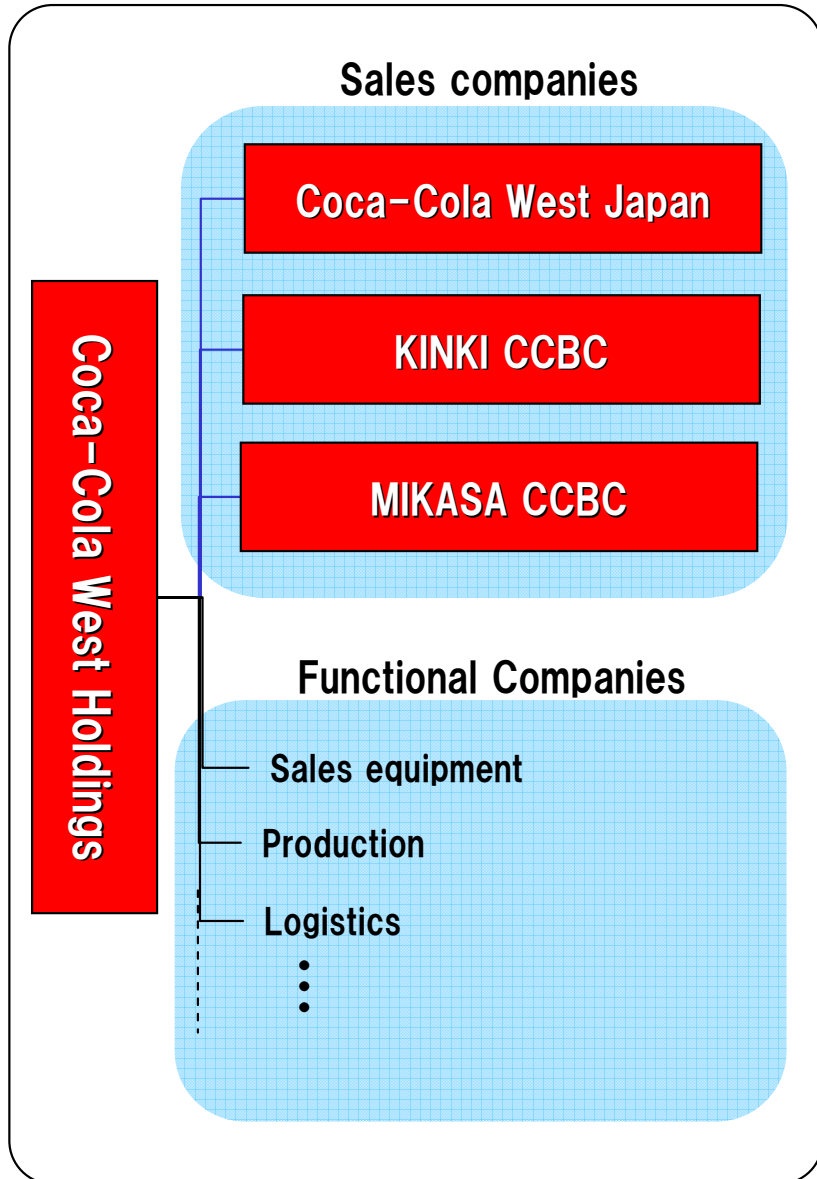 Sales companies
Coca-Cola West Japan
KINKI CCBC
MIKASA CCBC
Coca-Cola West Holdings
Functional Companies
Sales equipment
Production
Logistics